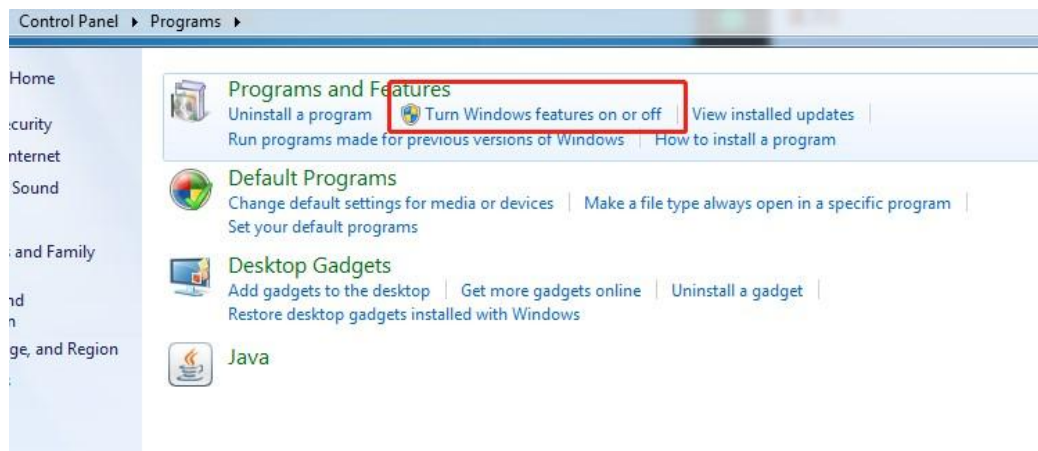 Control Panel Programs
Home
Programs and Features
Uninstall a program Turn Windows features on or off View installed updates
Run programs made for previous versions of Windows How to install a program
Sound
Default Programs
Change default settings for media or devices Make a file type always open in a specific program
Set your default programs
and Family
Desktop Gadgets
Add gadgets to the desktop Get more gadgets online Uninstall a gadget
Restore desktop gadgets installed with Windows
and Region
Java